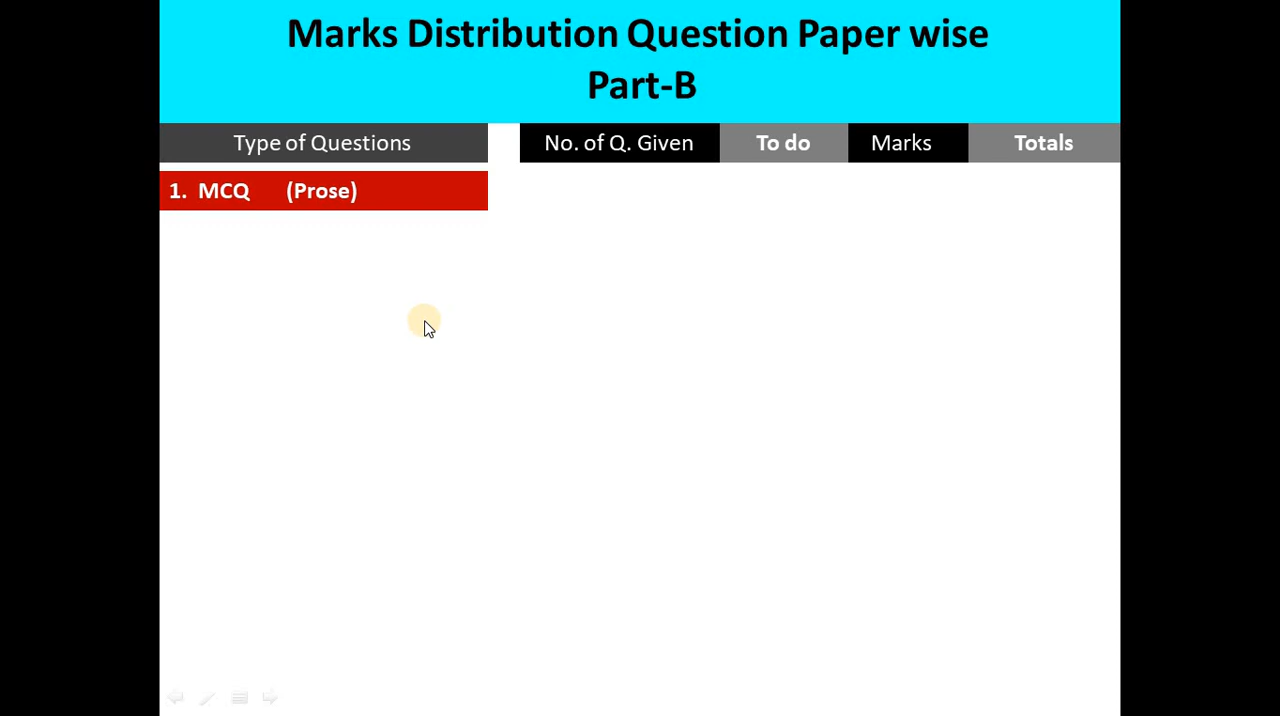 Marks Distribution Question Paper wise
Part-B
Type of Questions No. of Q. Given To do Marks Totals
1. MCQ (Prose)